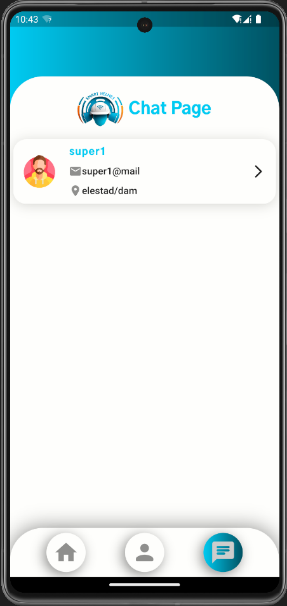 10:43
Chat Page
super1
super1@mail
elestad/dam